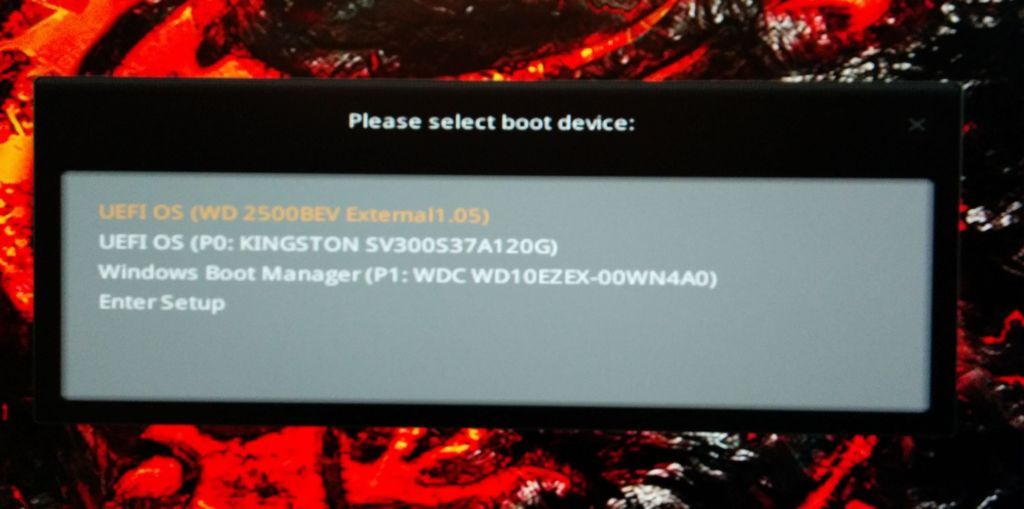 Please select boot device:
UEFI OS (WD 2500BEV External1.05)
UEFI OS (P0: KINGSTON SV300S37A120G)
Windows Boot Manager (P1: WDC WD10EZEX-00WN4A0)
Enter Setup